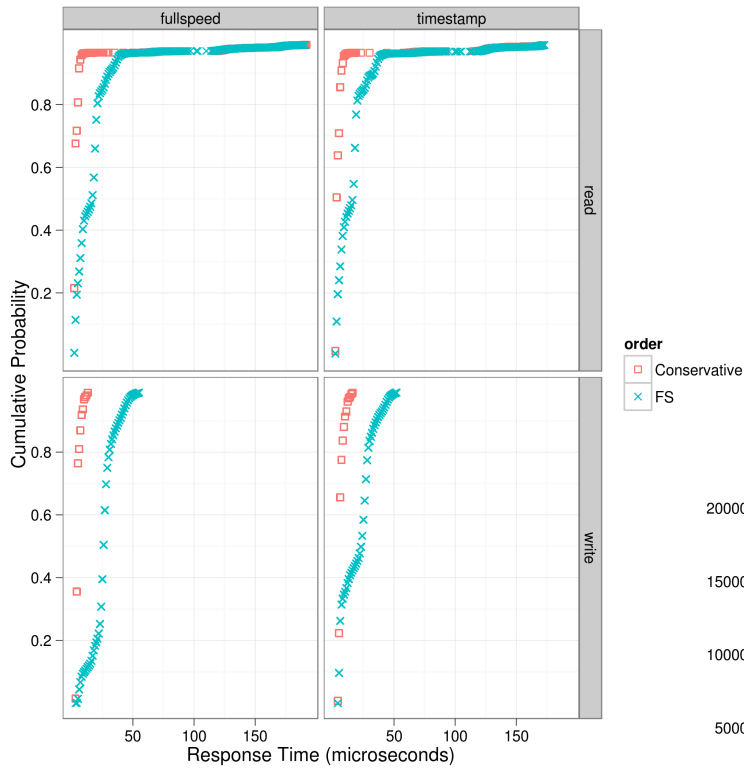 fullspeed
timestamp
0.8
0.6
0.4
0.2
read
0.8
0.6
0.4
0.2
write
Cumulative Probability
50 100 150
50 100 150
Response Time (microseconds)
order
Conservative
FS
20000
15000
10000
5000